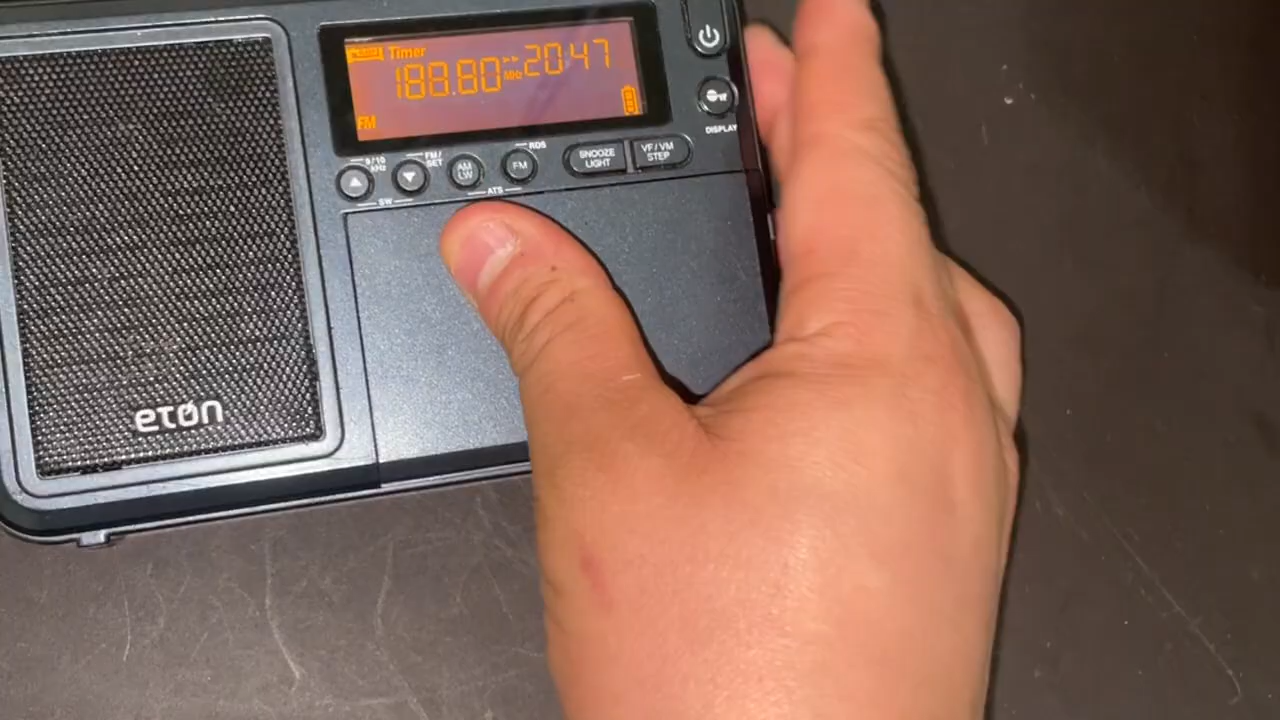 Timer
188.80 MHz 20:47
FM
DISPLAY
9/10 kHz
FM/ SET
AM LW
RDS
FM
SNOOZE LIGHT
VF/VM STEP
SW
ATS
eton